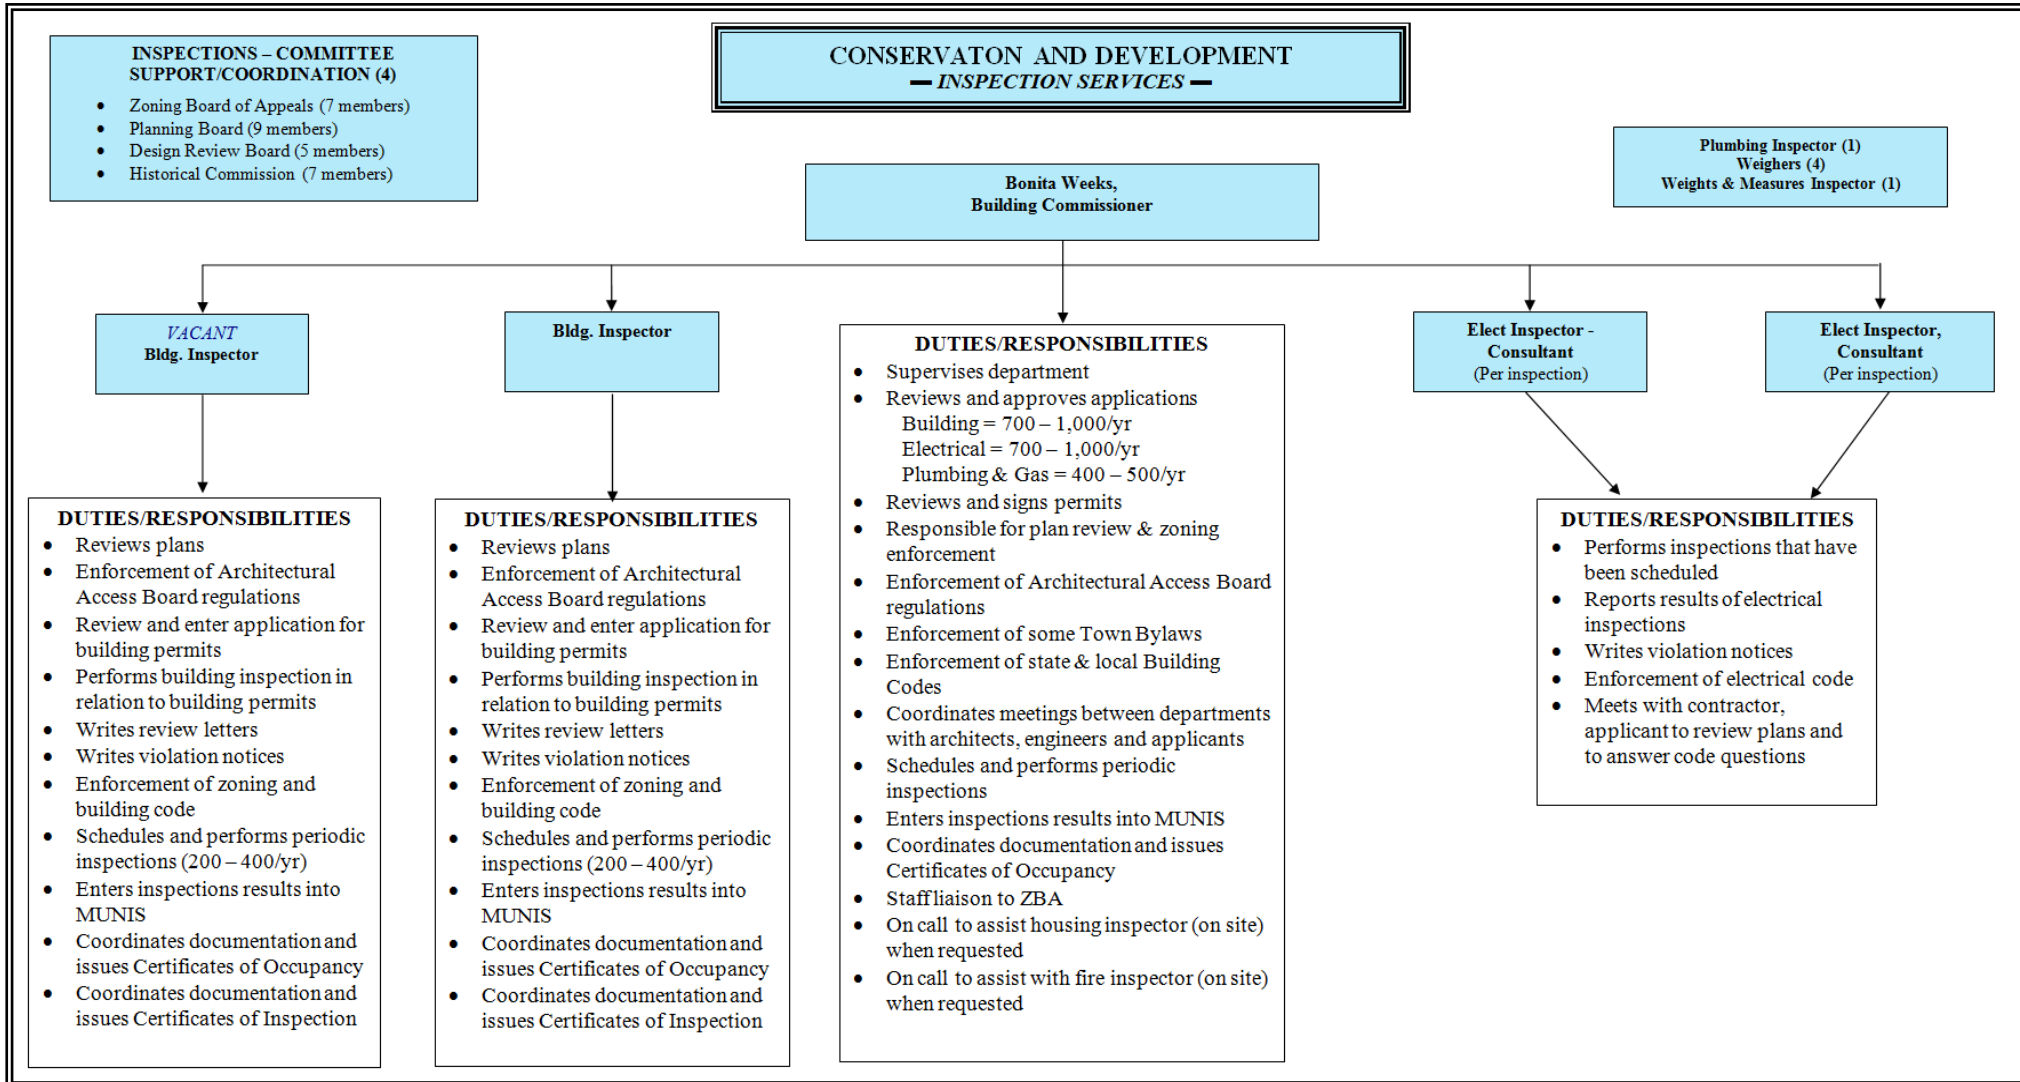 INSPECTIONS – COMMITTEE
SUPPORT/COORDINATION (4)
• Zoning Board of Appeals (7 members)
• Planning Board (9 members)
• Design Review Board (5 members)
• Historical Commission (7 members)
CONSERVATON AND DEVELOPMENT
— INSPECTION SERVICES —
Plumbing Inspector (1)
Weighers (4)
Weights & Measures Inspector (1)
Bonita Weeks,
Building Commissioner
VACANT
Bldg. Inspector
Bldg. Inspector
Elect Inspector -
Consultant
(Per inspection)
Elect Inspector,
Consultant
(Per inspection)
DUTIES/RESPONSIBILITIES
• Reviews plans
• Enforcement of Architectural
Access Board regulations
• Review and enter application for
building permits
• Performs building inspection in
relation to building permits
• Writes review letters
• Writes violation notices
• Enforcement of zoning and
building code
• Schedules and performs periodic
inspections (200 – 400/yr)
• Enters inspections results into
MUNIS
• Coordinates documentation and
issues Certificates of Occupancy
• Coordinates documentation and
issues Certificates of Inspection
DUTIES/RESPONSIBILITIES
• Reviews plans
• Enforcement of Architectural
Access Board regulations
• Review and enter application for
building permits
• Performs building inspection in
relation to building permits
• Writes review letters
• Writes violation notices
• Enforcement of zoning and
building code
• Schedules and performs periodic
inspections (200 – 400/yr)
• Enters inspections results into
MUNIS
• Coordinates documentation and
issues Certificates of Occupancy
• Coordinates documentation and
issues Certificates of Inspection
DUTIES/RESPONSIBILITIES
• Supervises department
• Reviews and approves applications
Building = 700 – 1,000/yr
Electrical = 700 – 1,000/yr
Plumbing & Gas = 400 – 500/yr
• Reviews and signs permits
• Responsible for plan review & zoning
enforcement
• Enforcement of Architectural Access Board
regulations
• Enforcement of some Town Bylaws
• Enforcement of state & local Building
Codes
• Coordinates meetings between departments
with architects, engineers and applicants
• Schedules and performs periodic
inspections
• Enters inspections results into MUNIS
• Coordinates documentation and issues
Certificates of Occupancy
• Staff liaison to ZBA
• On call to assist housing inspector (on site)
when requested
• On call to assist with fire inspector (on site)
when requested
DUTIES/RESPONSIBILITIES
• Performs inspections that have
been scheduled
• Reports results of electrical
inspections
• Writes violation notices
• Enforcement of electrical code
• Meets with contractor,
applicant to review plans and
to answer code questions